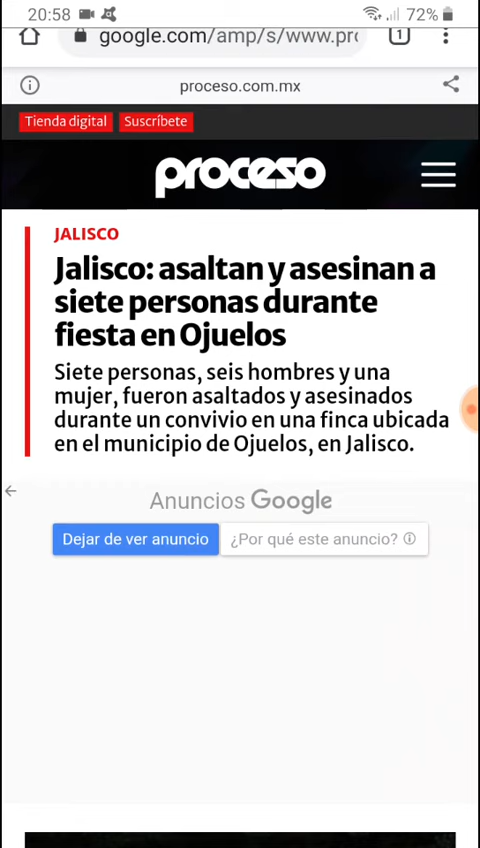 20:58
72%
google.com/amp/s/www.pro
1
proceso.com.mx
Tienda digital Suscríbete
proceso
JALISCO
Jalisco: asaltan y asesinan a
siete personas durante
fiesta en Ojuelos
Siete personas, seis hombres y una
mujer, fueron asaltados y asesinados
durante un convivio en una finca ubicada
en el municipio de Ojuelos, en Jalisco.
Anuncios Google
Dejar de ver anuncio ¿Por qué este anuncio?